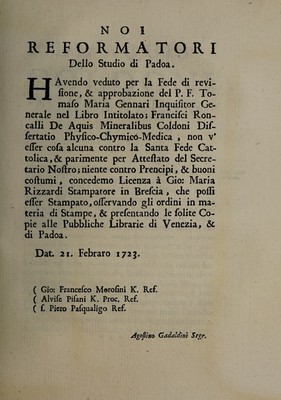 NOI
REFORMATORI
Dello Studio di Padoa.
HAvendo veduto per la Fede di revi-
sione, & approbazione del P. F. To-
maso Maria Gennari Inquisitor Ge-
nerale nel Libro Intitolato; Francisci Ron-
calli De Aquis Mineralibus Coldoni Dis-
sertatio Physico-Chymico-Medica, non v'
esser cosa alcuna contro la Santa Fede Cat-
tolica, & parimente per Attestato del Secre-
tario Nostro; niente contro Prencipi, & buoni
costumi, concedemo Licenza à Gio: Maria
Rizzardi Stampatore in Brescia, che possi
esser Stampato, osservando gli ordini in ma-
teria di Stampe, & presentando le solite Co-
pie alle Pubbliche Librarie di Venezia, &
di Padoa.
Dat. 21. Febraro 1723.
( Gio: Francesco Morosini K. Ref.
( Alvise Pisani K. Proc. Ref.
( s. Piero Pasqualigo Ref.
Agostino Gadaldini Segr.